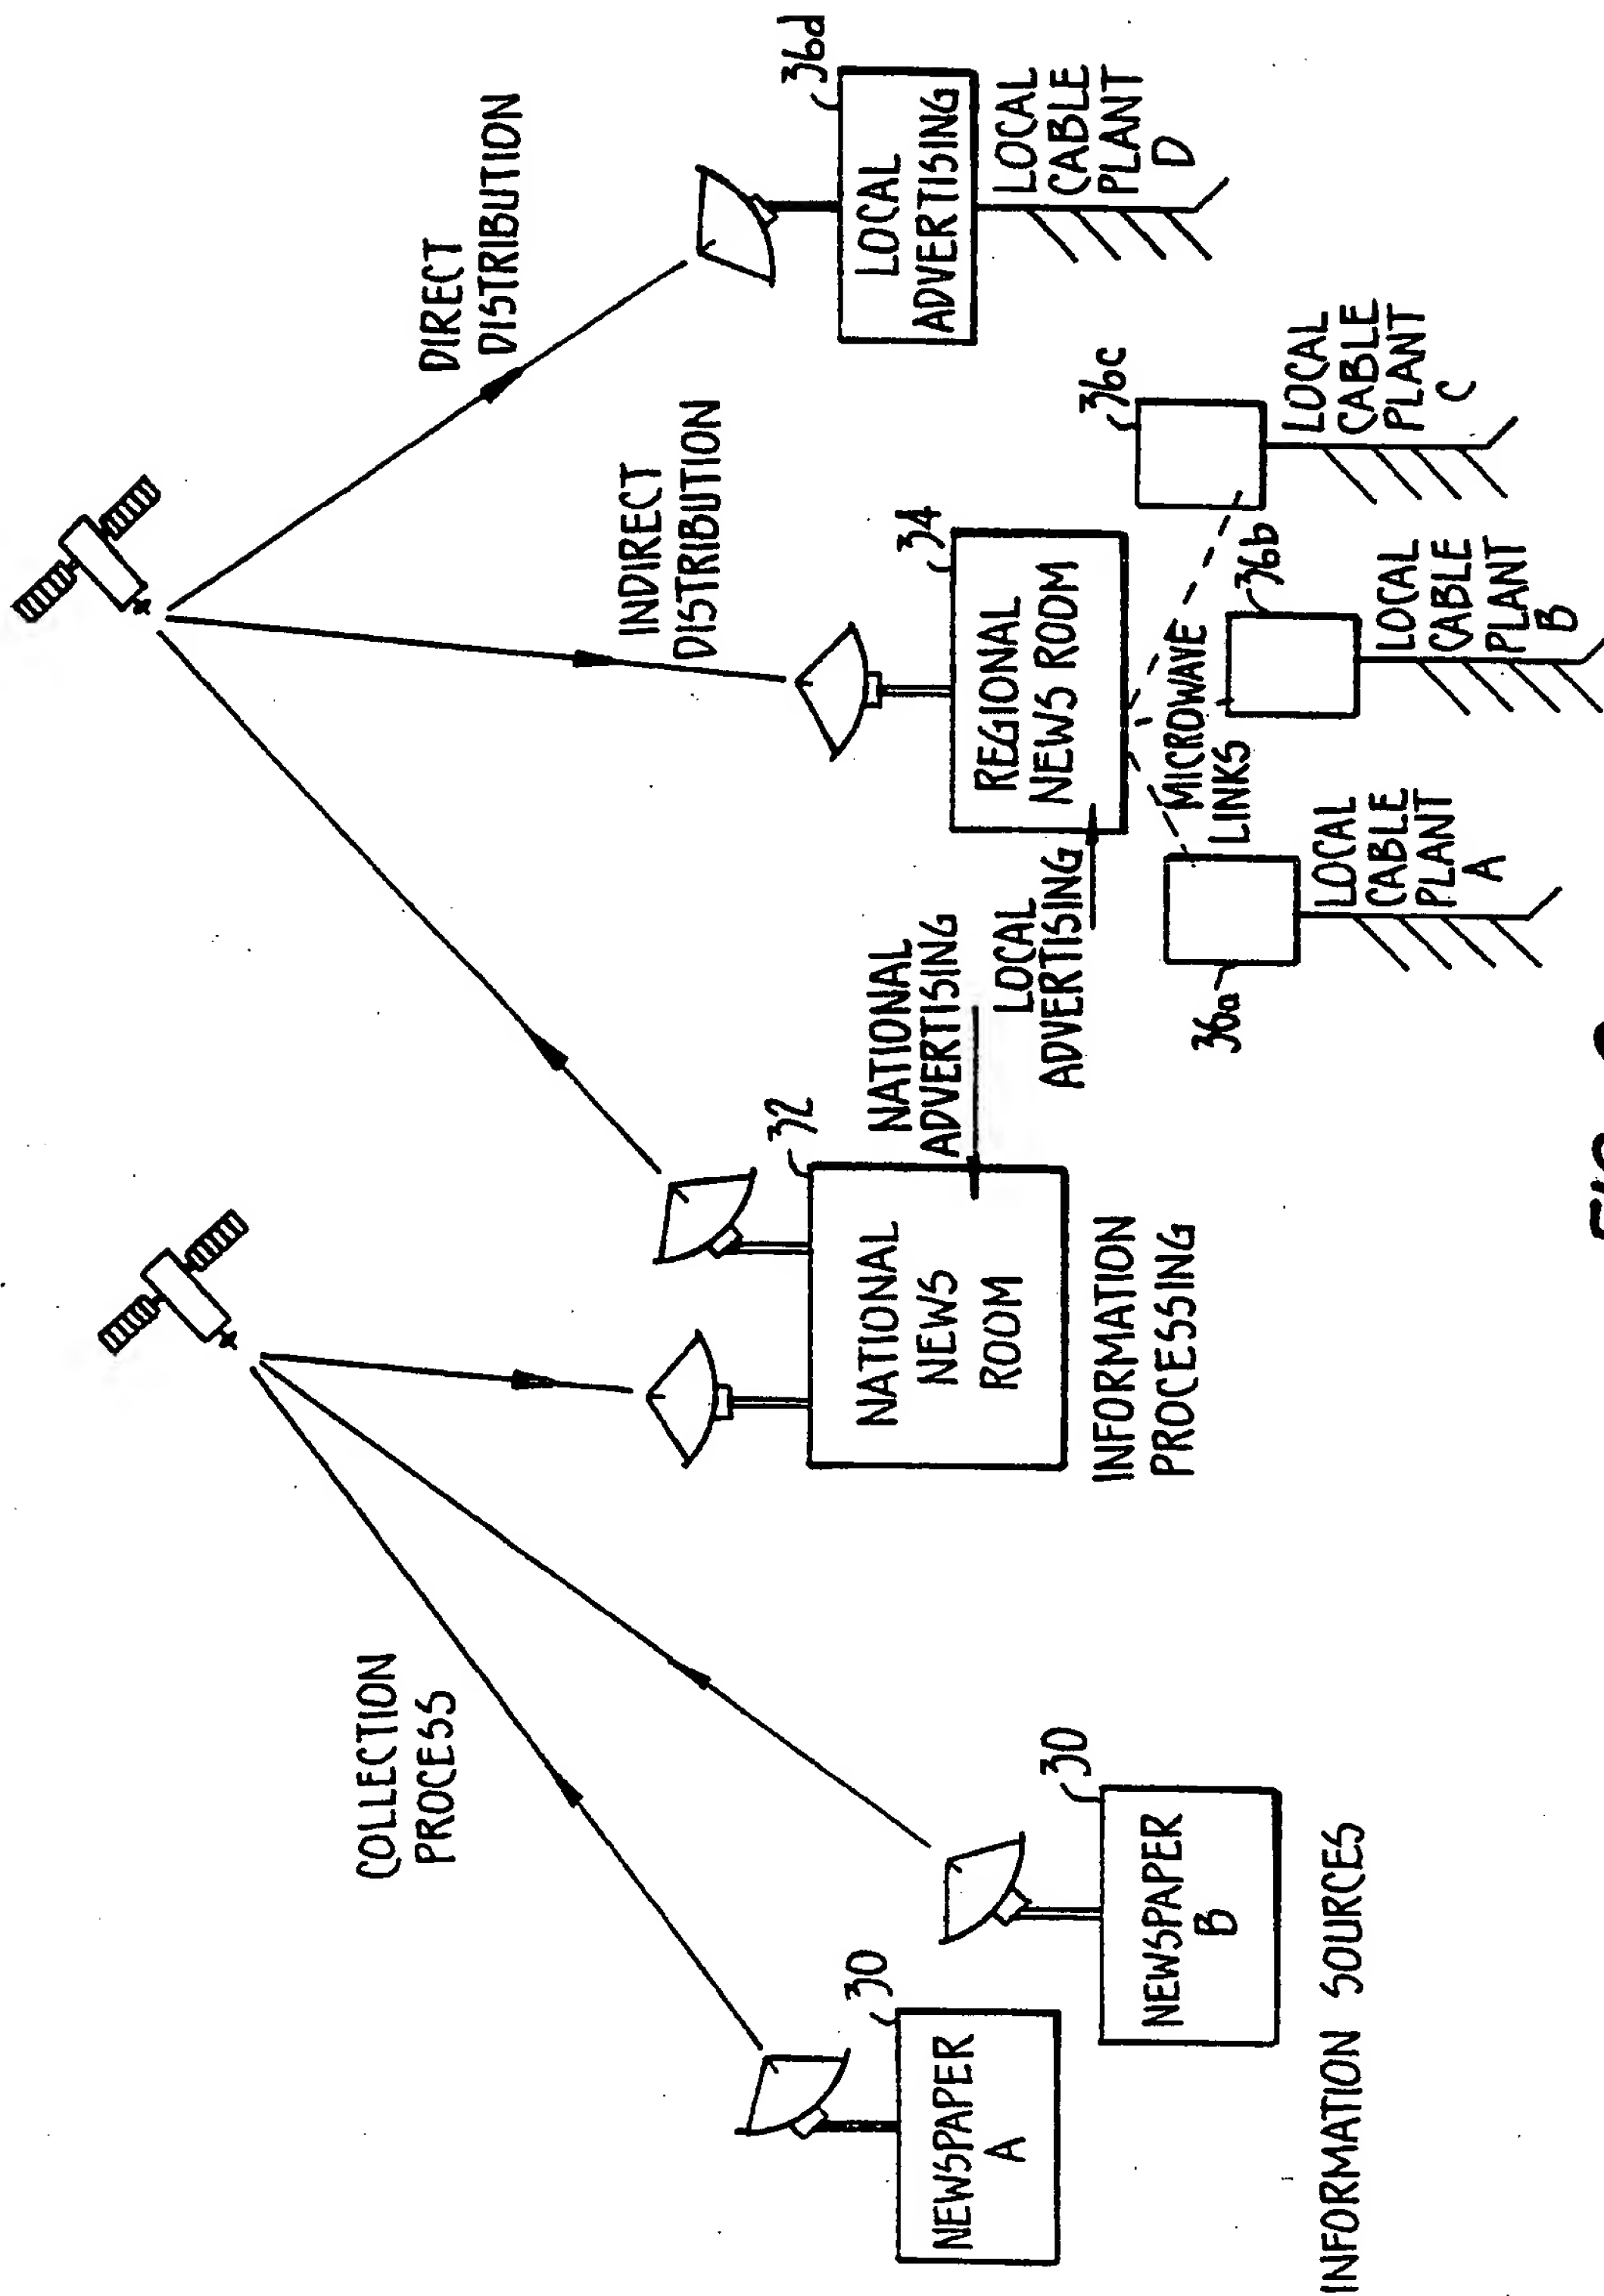 COLLECTION
PROCESS
DIRECT
DISTRIBUTION
INDIRECT
DISTRIBUTION
NEWSPAPER
A
30
NEWSPAPER
B
30
INFORMATION SOURCES
NATIONAL
NEWS
ROOM
32
INFORMATION
PROCESSING
NATIONAL
ADVERTISING
LOCAL
ADVERTISING
REGIONAL
NEWS ROOM
34
MICROWAVE
LINKS
36a
LOCAL
CABLE
PLANT
A
36b
LOCAL
CABLE
PLANT
B
36c
LOCAL
CABLE
PLANT
C
LOCAL
ADVERTISING
36d
LOCAL
CABLE
PLANT
D